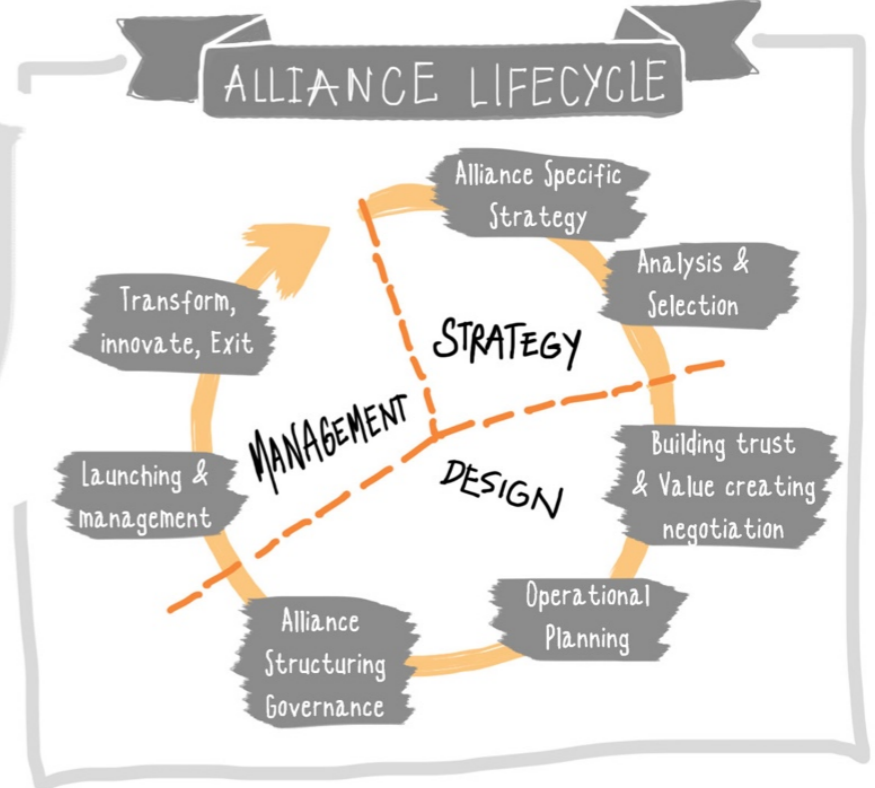 ALLIANCE LIFECYCLE
Alliance Specific
Strategy
Analysis &
Selection
STRATEGY
Building trust
& Value creating
negotiation
DESIGN
Operational
Planning
Alliance
Structuring
Governance
MANAGEMENT
Launching &
management
Transform,
innovate, Exit